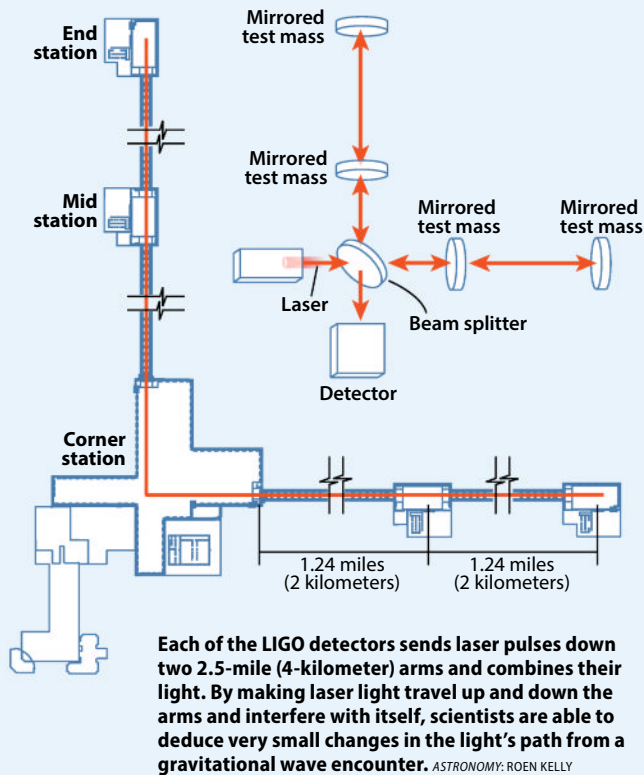 End
station
Mirrored
test mass
Mirrored
test mass
Mid
station
Mirrored
test mass
Mirrored
test mass
Laser
Beam splitter
Detector
Corner
station
1.24 miles
(2 kilometers)
1.24 miles
(2 kilometers)
Each of the LIGO detectors sends laser pulses down
two 2.5-mile (4-kilometer) arms and combines their
light. By making laser light travel up and down the
arms and interfere with itself, scientists are able to
deduce very small changes in the light’s path from a
gravitational wave encounter. ASTRONOMY: ROEN KELLY